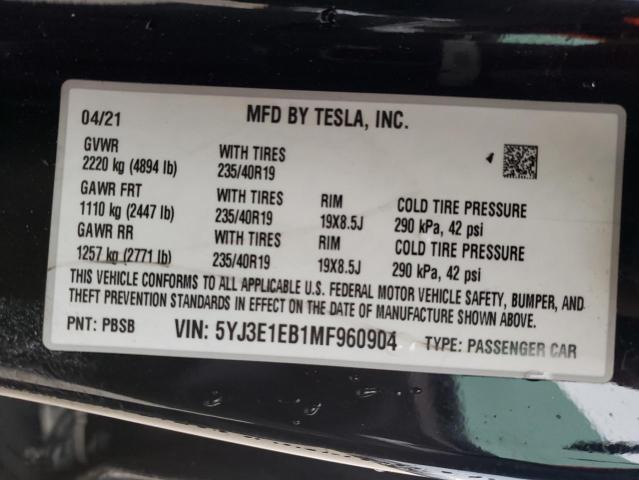 04/21 MFD BY TESLA, INC.
GVWR WITH TIRES
2220 kg (4894 lb) 235/40R19
GAWR FRT WITH TIRES RIM COLD TIRE PRESSURE
1110 kg (2447 lb) 235/40R19 19X8.5J 290 kPa, 42 psi
GAWR RR WITH TIRES RIM COLD TIRE PRESSURE
1257 kg (2771 lb) 235/40R19 19X8.5J 290 kPa, 42 psi
THIS VEHICLE CONFORMS TO ALL APPLICABLE U.S. FEDERAL MOTOR VEHICLE SAFETY, BUMPER, AND
THEFT PREVENTION STANDARDS IN EFFECT ON THE DATE OF MANUFACTURE SHOWN ABOVE.
PNT: PBSB VIN: 5YJ3E1EB1MF960904 TYPE: PASSENGER CAR